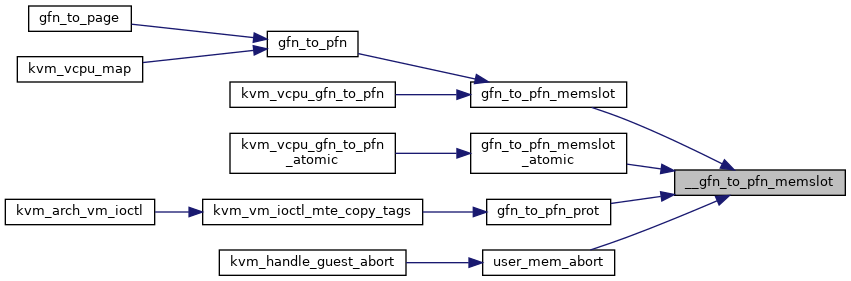 gfn_to_page
gfn_to_pfn
kvm_vcpu_map
kvm_vcpu_gfn_to_pfn
gfn_to_pfn_memslot
kvm_vcpu_gfn_to_pfn
_atomic
gfn_to_pfn_memslot
_atomic
__gfn_to_pfn_memslot
kvm_arch_vm_ioctl
kvm_vm_ioctl_mte_copy_tags
gfn_to_pfn_prot
kvm_handle_guest_abort
user_mem_abort